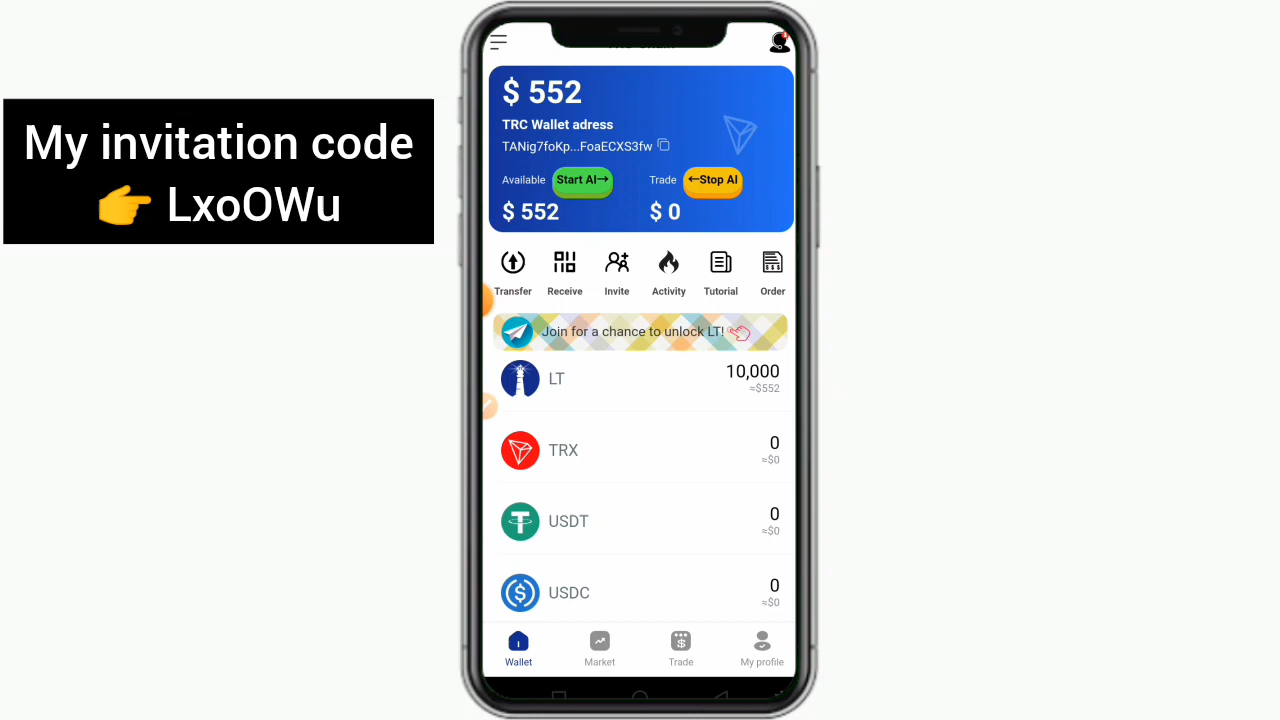 My invitation code
👉 LxoOWu
$ 552
TRC Wallet adress
TANig7foKp...FoaECXS3fw
Available Start AI→ Trade ←Stop AI
$ 552 $ 0
Transfer Receive Invite Activity Tutorial Order
Join for a chance to unlock LT!
LT 10,000
≈$552
TRX 0
≈$0
USDT 0
≈$0
USDC 0
≈$0
Wallet Market Trade My profile